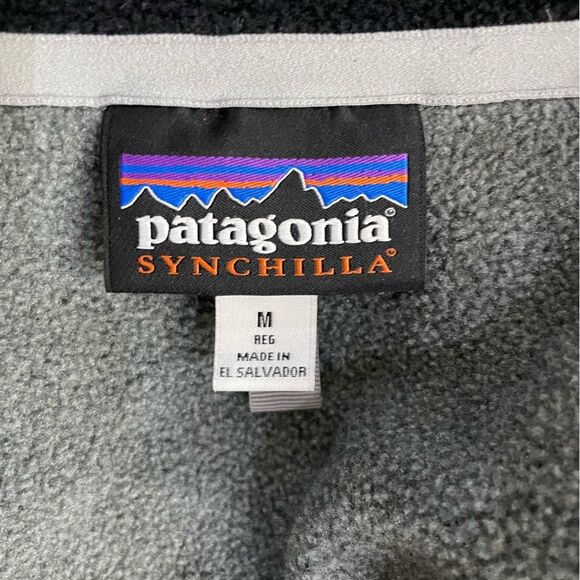 patagonia®
SYNCHILLA®
M
REG
MADE IN
EL SALVADOR